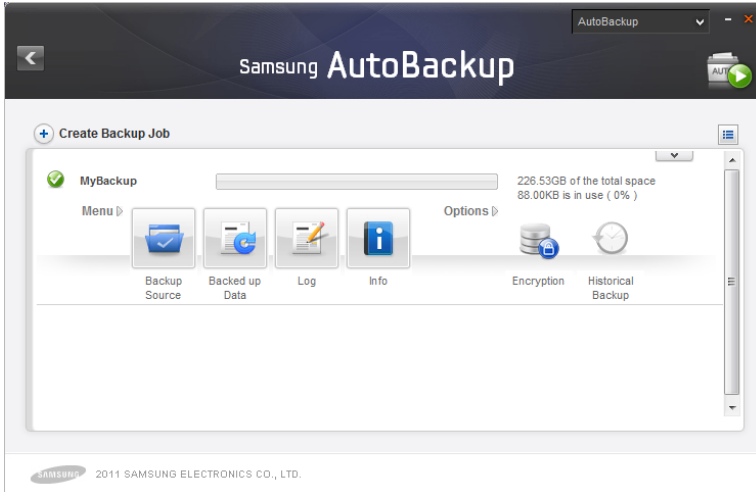 AutoBackup
Samsung AutoBackup
AUTO
Create Backup Job
MyBackup
226.53GB of the total space
88.00KB is in use ( 0% )
Menu
Options
Backup Source
Backed up Data
Log
Info
Encryption
Historical Backup
SAMSUNG
2011 SAMSUNG ELECTRONICS CO., LTD.